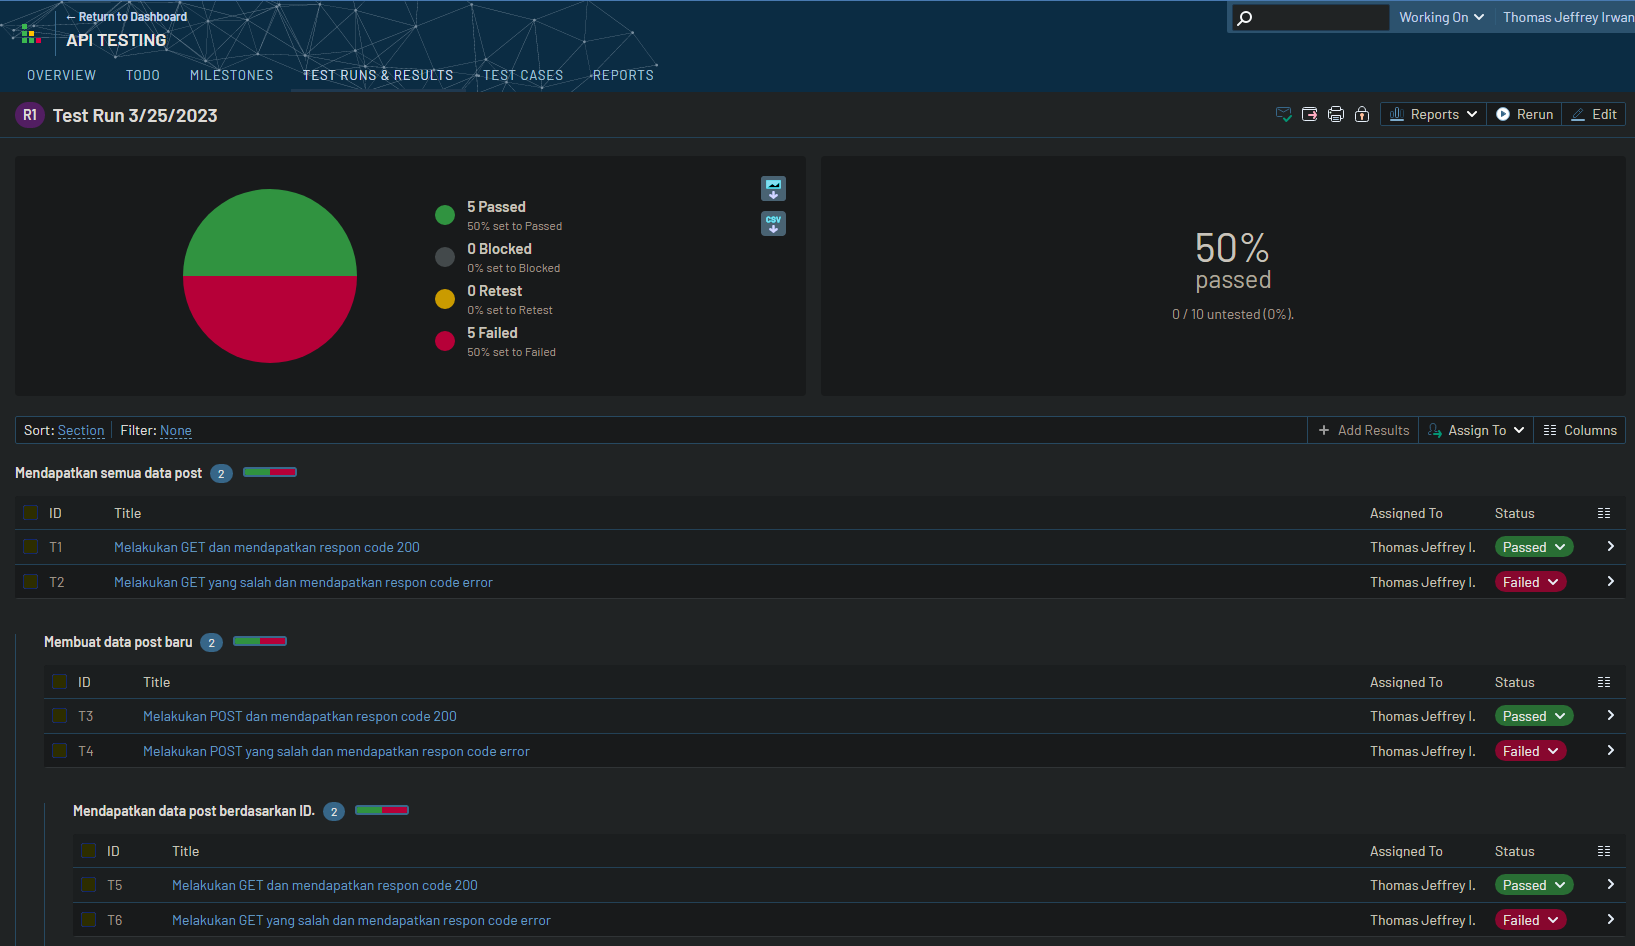 ← Return to Dashboard
API TESTING
Working On
Thomas Jeffrey Irwan
OVERVIEW TODO MILESTONES TEST RUNS & RESULTS TEST CASES REPORTS
R1 Test Run 3/25/2023
Reports Rerun Edit
5 Passed
50% set to Passed
0 Blocked
0% set to Blocked
0 Retest
0% set to Retest
5 Failed
50% set to Failed
CSV
50%
passed
0 / 10 untested (0%).
Sort: Section Filter: None + Add Results Assign To Columns
Mendapatkan semua data post 2
ID Title Assigned To Status
T1 Melakukan GET dan mendapatkan respon code 200 Thomas Jeffrey I. Passed
T2 Melakukan GET yang salah dan mendapatkan respon code error Thomas Jeffrey I. Failed
Membuat data post baru 2
ID Title Assigned To Status
T3 Melakukan POST dan mendapatkan respon code 200 Thomas Jeffrey I. Passed
T4 Melakukan POST yang salah dan mendapatkan respon code error Thomas Jeffrey I. Failed
Mendapatkan data post berdasarkan ID. 2
ID Title Assigned To Status
T5 Melakukan GET dan mendapatkan respon code 200 Thomas Jeffrey I. Passed
T6 Melakukan GET yang salah dan mendapatkan respon code error Thomas Jeffrey I. Failed